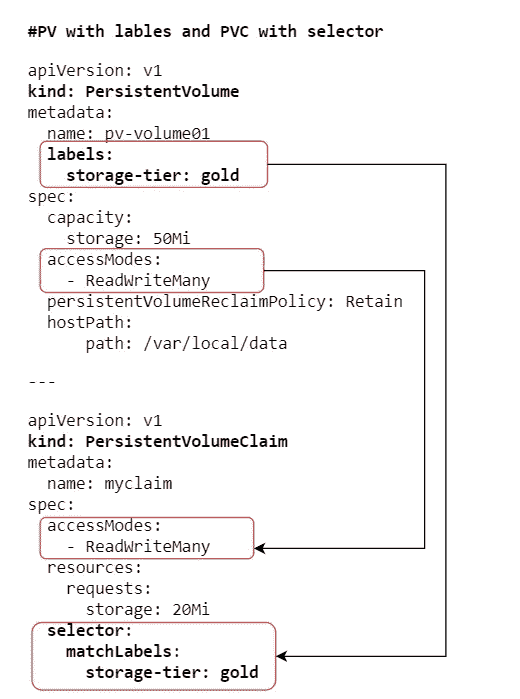 #PV with lables and PVC with selector
apiVersion: v1
kind: PersistentVolume
metadata:
  name: pv-volume01
  labels:
    storage-tier: gold
spec:
  capacity:
    storage: 50Mi
  accessModes:
    - ReadWriteMany
  persistentVolumeReclaimPolicy: Retain
  hostPath:
      path: /var/local/data
---
apiVersion: v1
kind: PersistentVolumeClaim
metadata:
  name: myclaim
spec:
  accessModes:
    - ReadWriteMany
  resources:
    requests:
      storage: 20Mi
  selector:
    matchLabels:
      storage-tier: gold